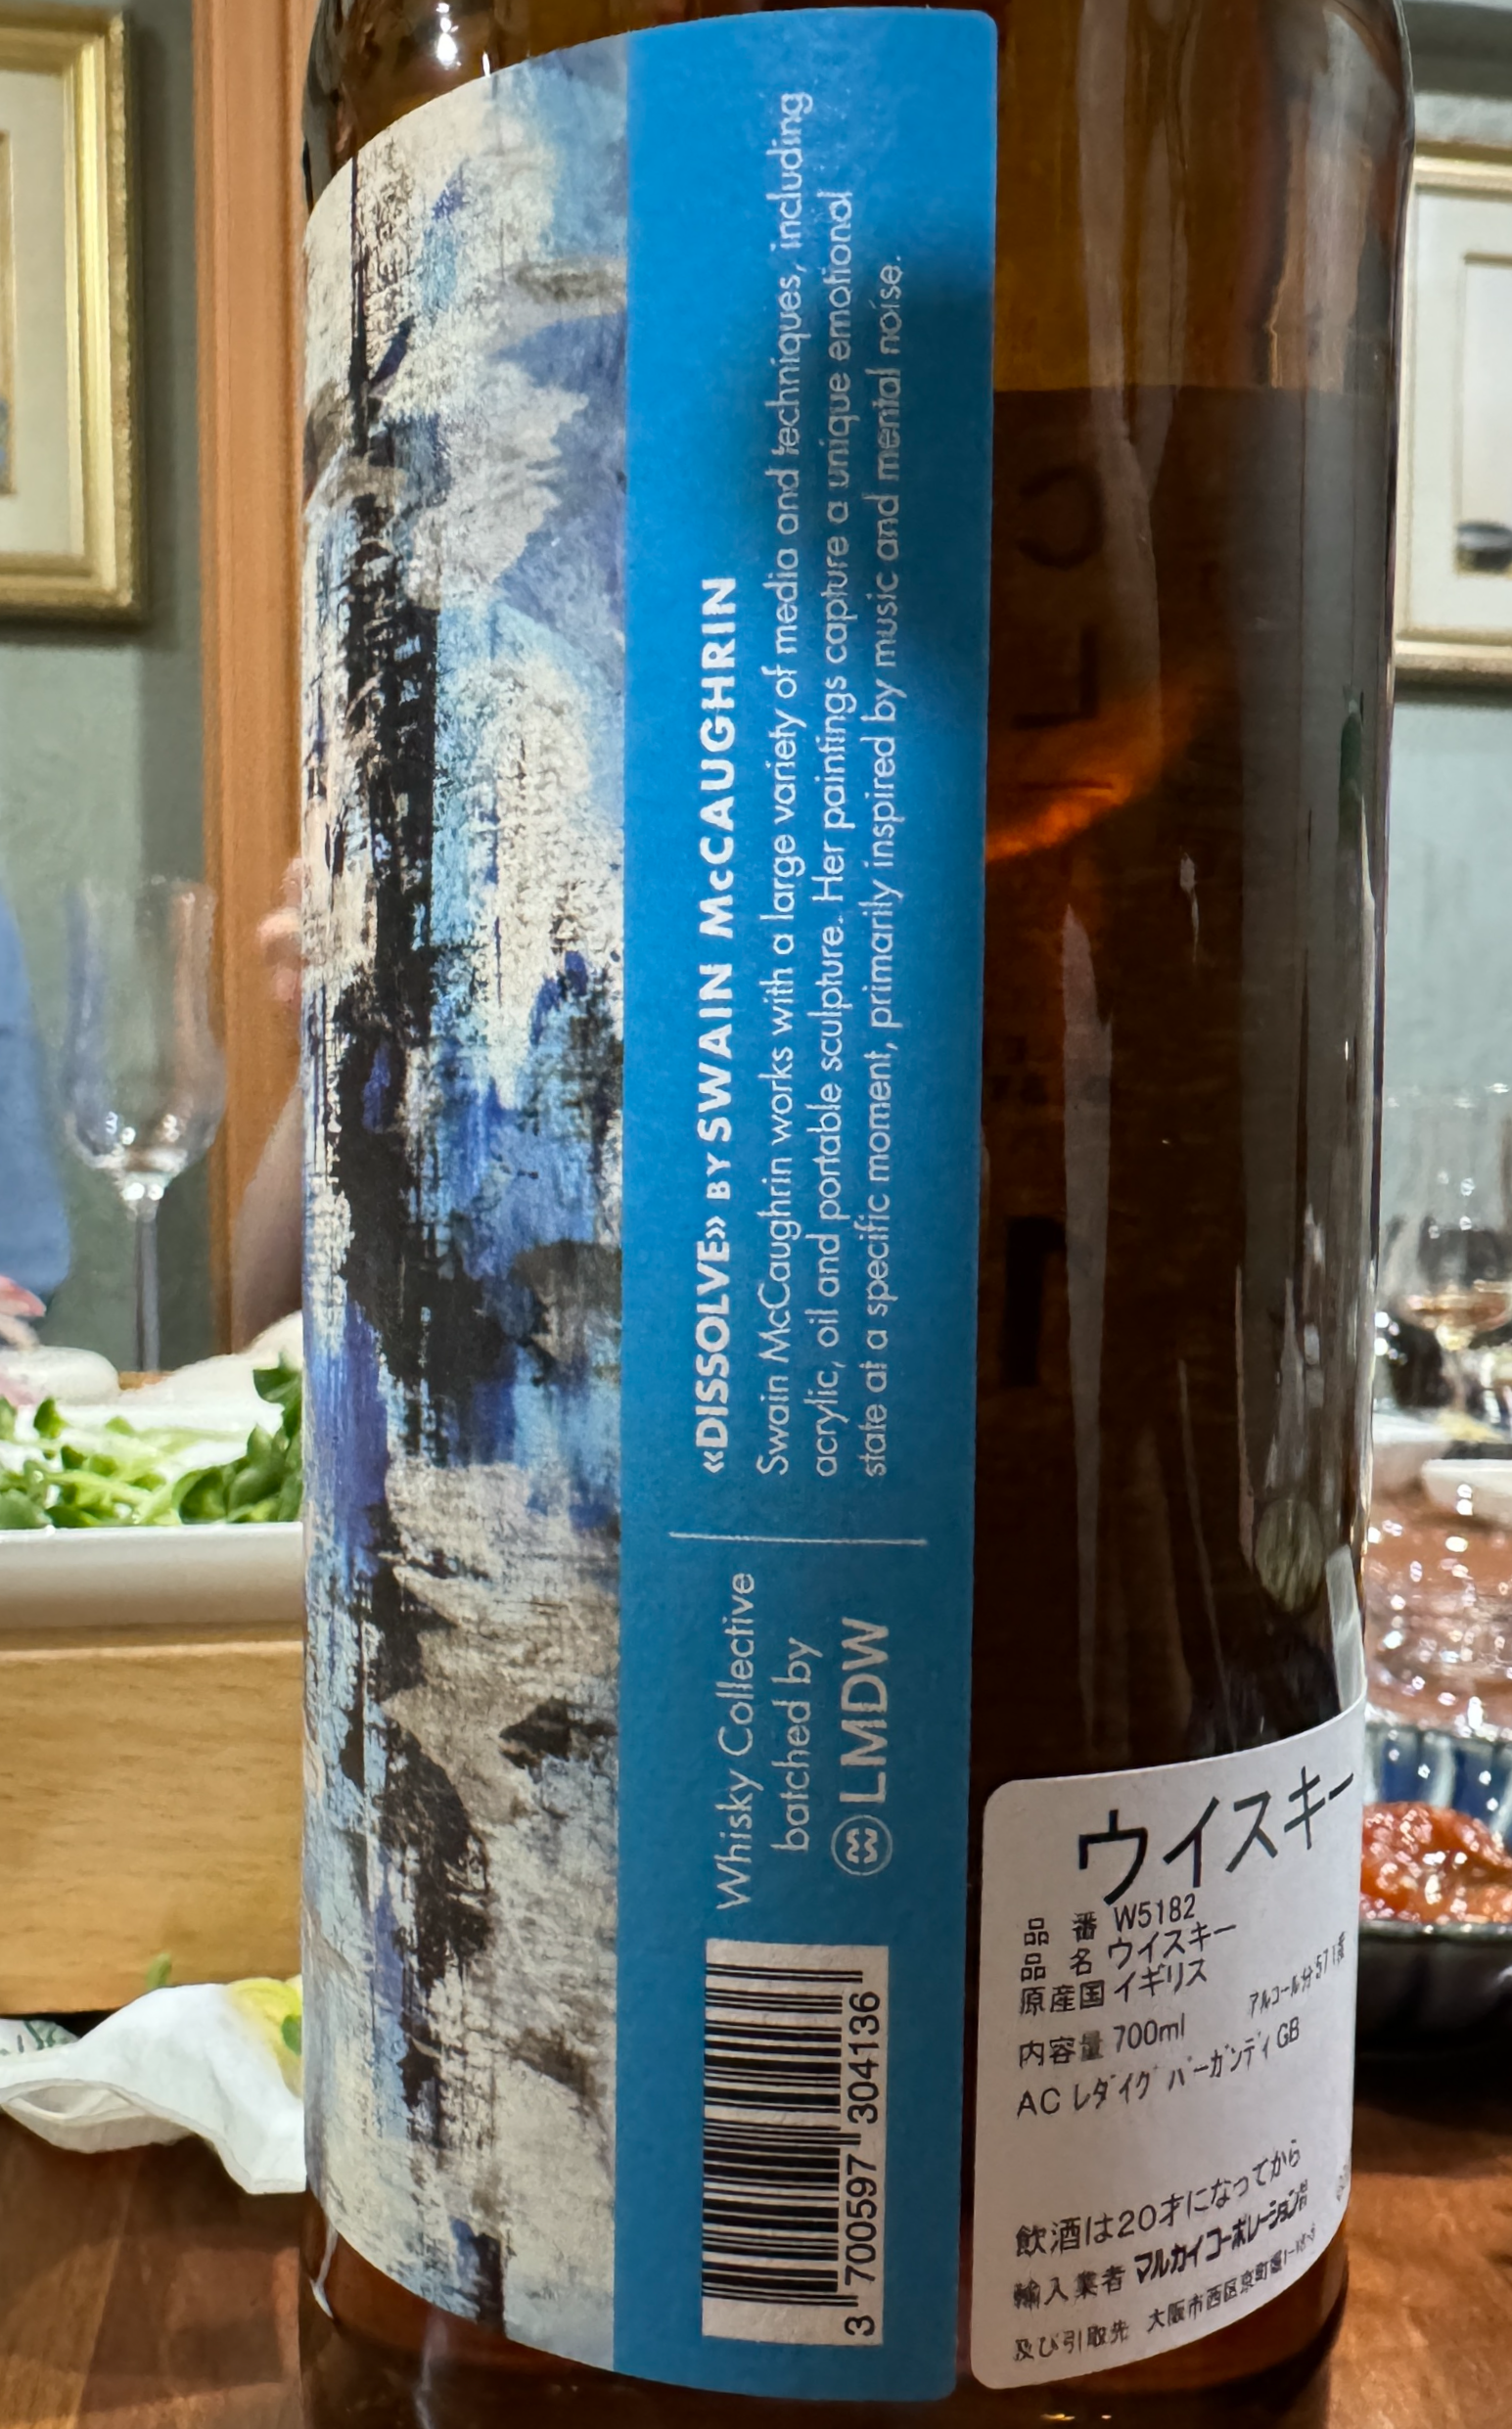 «DISSOLVE» BY SWAIN McCAUGHRIN
Swain McCaughrin works with a large variety of media and techniques, including
acrylic, oil and portable sculpture. Her paintings capture a unique emotional
state at a specific moment, primarily inspired by music and mental noise.
Whisky Collective
batched by
LMDW
3 700597 304136
ウイスキー
品 番 W5182
品 名 ウイスキー
原産国 イギリス
内容量 700ml アルコール分
AC レダイグ バーガンディ GB
飲酒は20才になってから
輸入業者 マルカイコーポレーション
及び引取先 大阪市西区京町堀